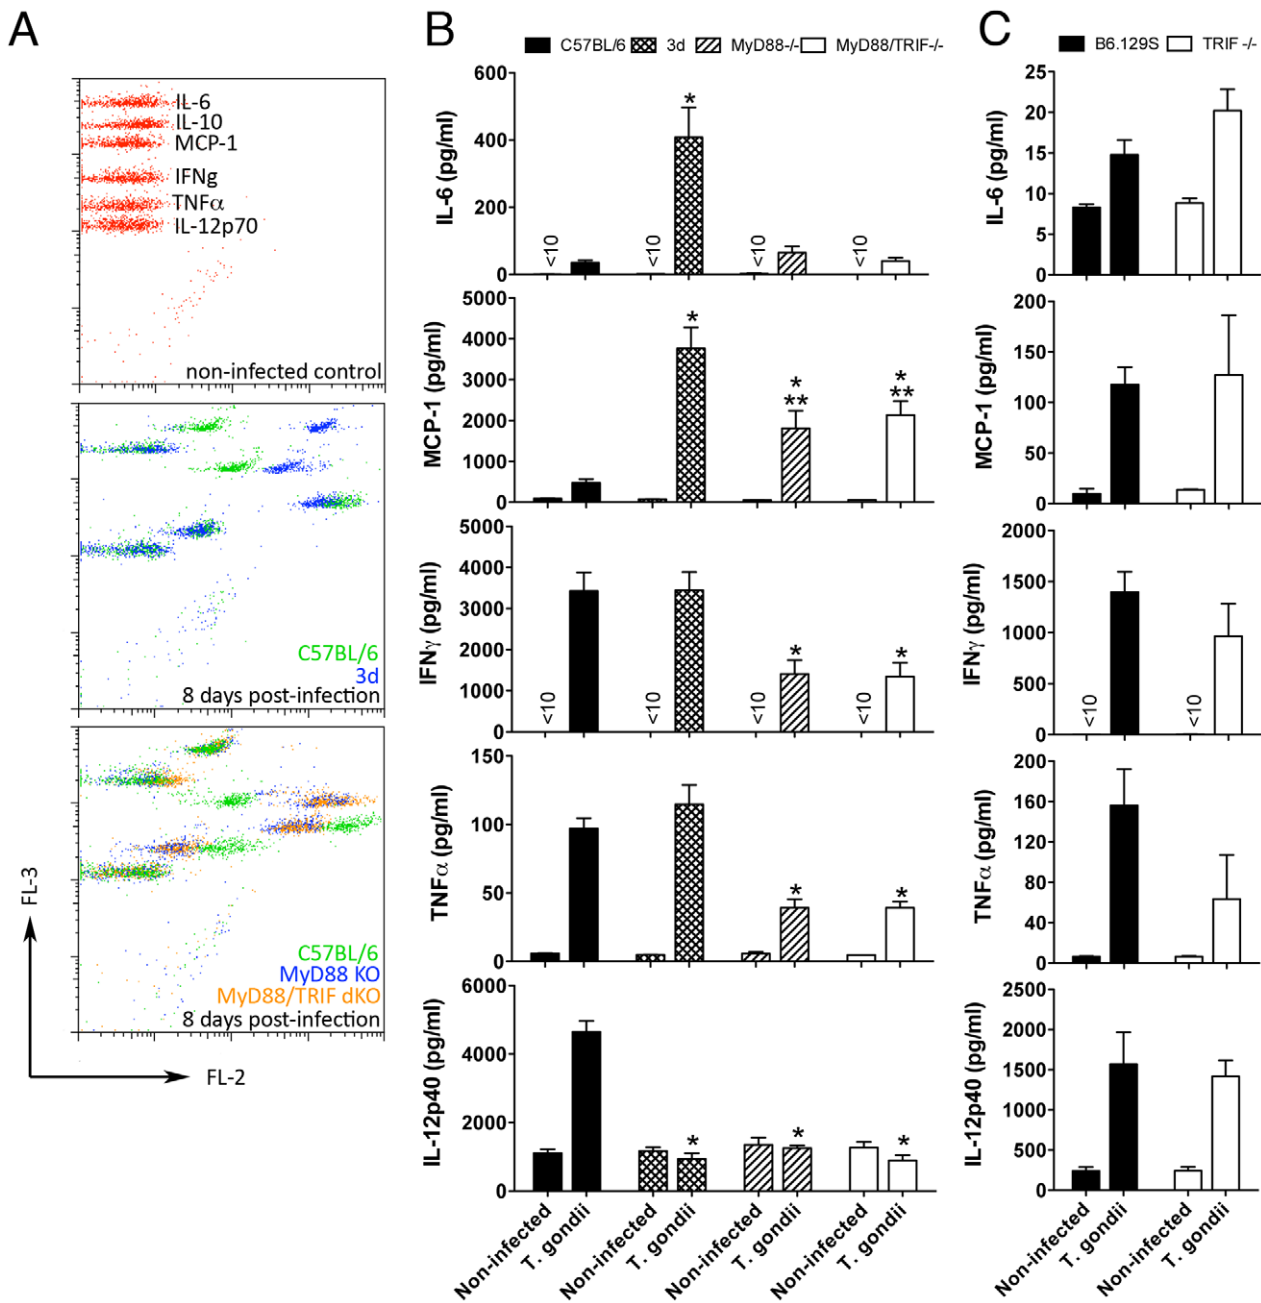 A
IL-6
IL-10
MCP-1
IFNg
TNFα
IL-12p70
non-infected control
C57BL/6
3d
8 days post-infection
C57BL/6
MyD88 KO
MyD88/TRIF dKO
8 days post-infection
FL-3
FL-2
B
C57BL/6 3d MyD88-/- MyD88/TRIF-/-
IL-6 (pg/ml)
600
400
200
0
<10 <10 <10 <10
*
MCP-1 (pg/ml)
5000
4000
3000
2000
1000
0
*
* **
* **
IFNγ (pg/ml)
5000
4000
3000
2000
1000
0
<10 <10 <10 <10
* *
TNFα (pg/ml)
150
100
50
0
* *
IL-12p40 (pg/ml)
6000
4000
2000
0
* * *
Non-infected T. gondii Non-infected T. gondii Non-infected T. gondii Non-infected T. gondii
C
B6.129S TRIF -/-
IL-6 (pg/ml)
25
20
15
10
5
0
MCP-1 (pg/ml)
200
150
100
50
0
IFNγ (pg/ml)
2000
1500
1000
500
0
<10 <10
TNFα (pg/ml)
200
160
120
80
40
0
IL-12p40 (pg/ml)
2500
2000
1500
1000
500
0
Non-infected T. gondii Non-infected T. gondii